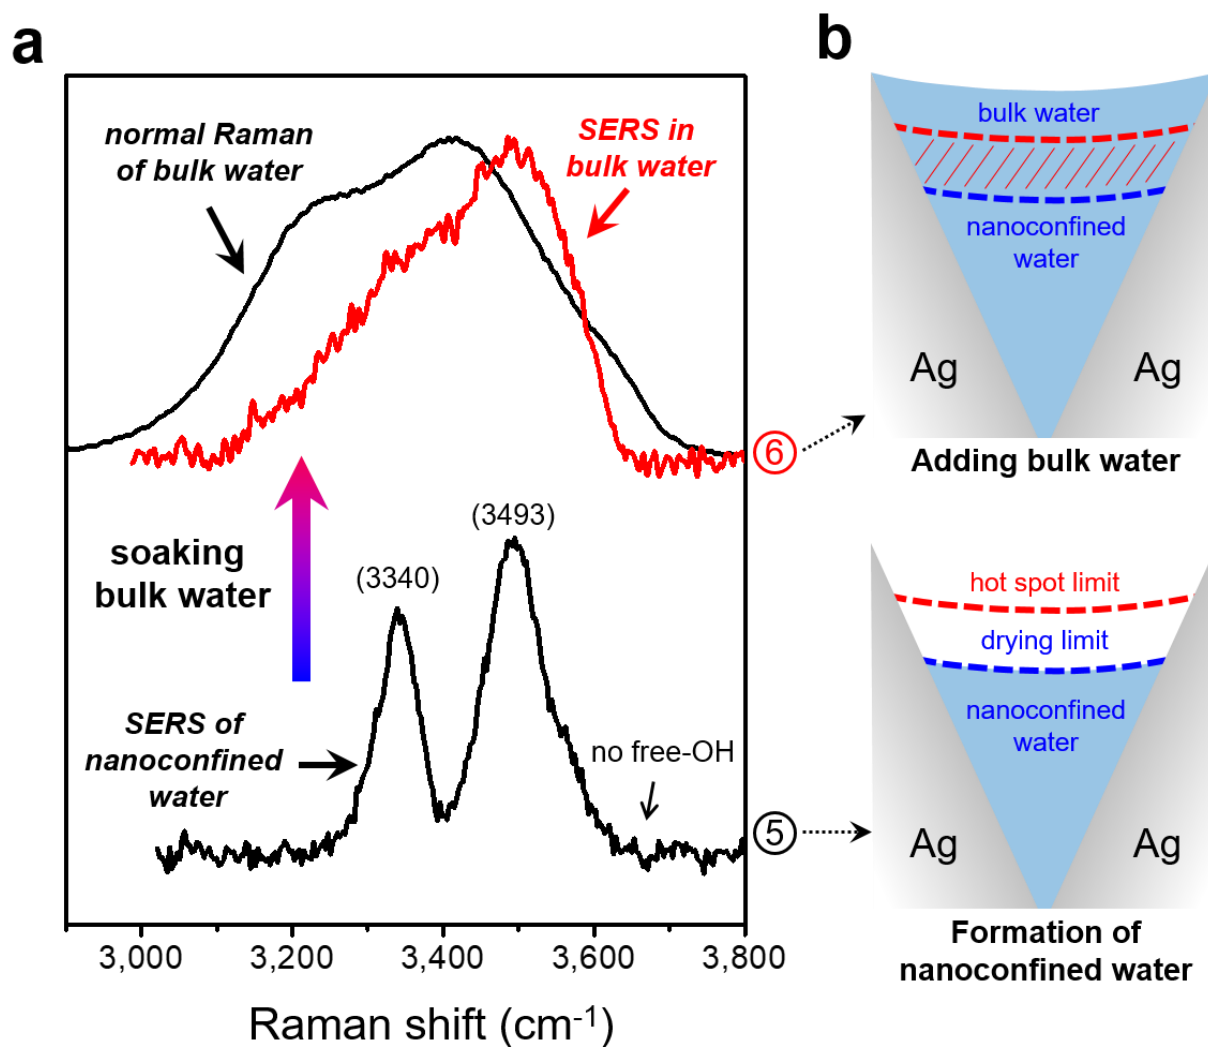 a
normal Raman
of bulk water
SERS in
bulk water
soaking
bulk water
(3340)
(3493)
SERS of
nanoconfined
water
no free-OH
6
5
3,000
3,200
3,400
3,600
3,800
Raman shift (cm-1)
b
bulk water
nanoconfined
water
Ag
Ag
Adding bulk water
hot spot limit
drying limit
nanoconfined
water
Ag
Ag
Formation of
nanoconfined water